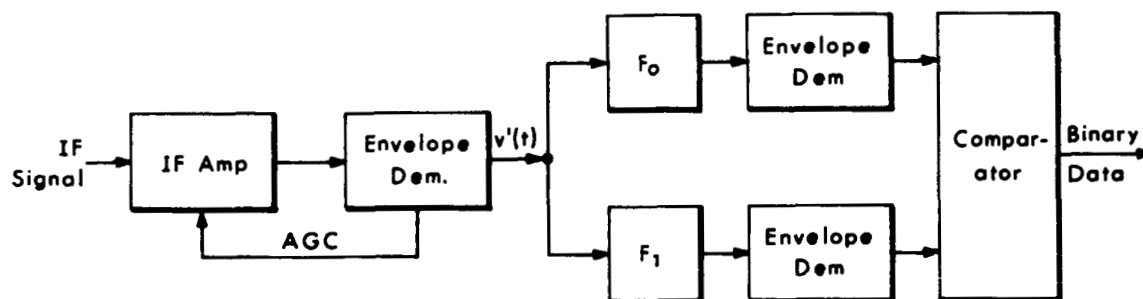 IF
Signal
IF Amp
AGC
Envelope
Dem.
v'(t)
F₀
Envelope
Dem
F₁
Envelope
Dem
Compar-
ator
Binary
Data